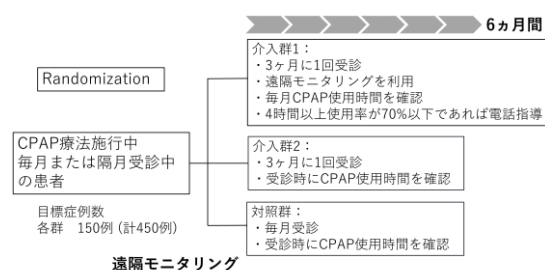 6ヵ月間
Randomization
介入群1：
・3ヶ月に1回受診
・遠隔モニタリングを利用
・毎月CPAP使用時間を確認
・4時間以上使用率が70%以下であれば電話指導
CPAP療法施行中
毎月または隔月受診中
の患者
介入群2：
・3ヶ月に1回受診
・受診時にCPAP使用時間を確認
目標症例数
各群　150例 (計450例)
対照群：
・毎月受診
・受診時にCPAP使用時間を確認
遠隔モニタリング